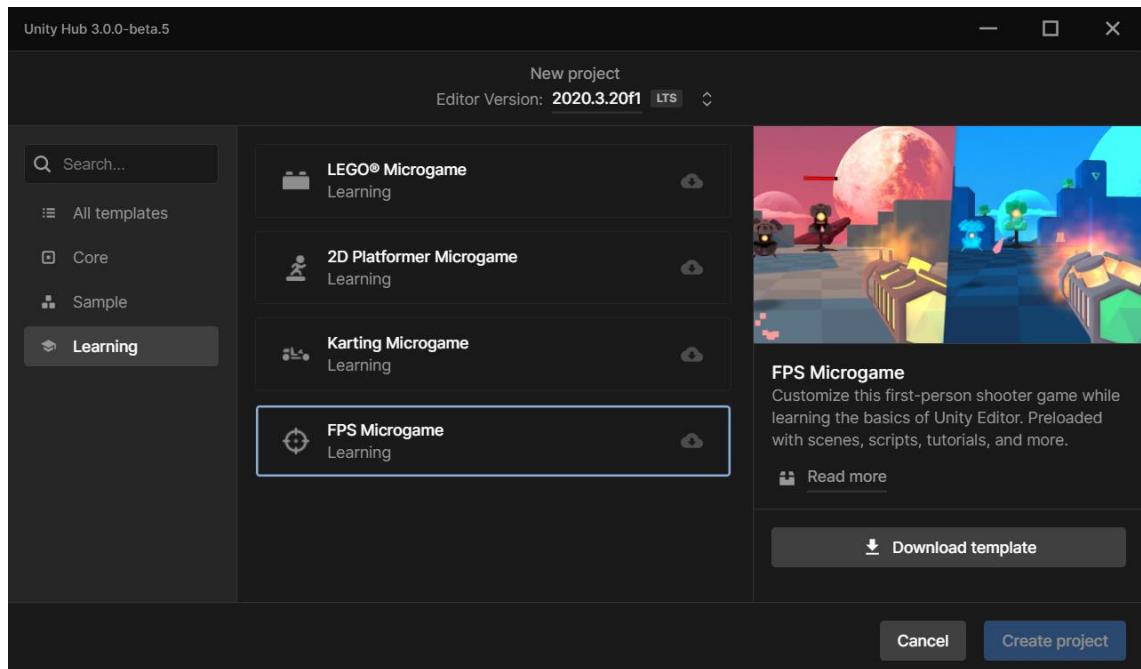 Unity Hub 3.0.0-beta.5
New project
Editor Version: 2020.3.20f1 LTS
Search...
All templates
Core
Sample
Learning
LEGO® Microgame
Learning
2D Platformer Microgame
Learning
Karting Microgame
Learning
FPS Microgame
Learning
FPS Microgame
Customize this first-person shooter game while
learning the basics of Unity Editor. Preloaded
with scenes, scripts, tutorials, and more.
Read more
Download template
Cancel
Create project